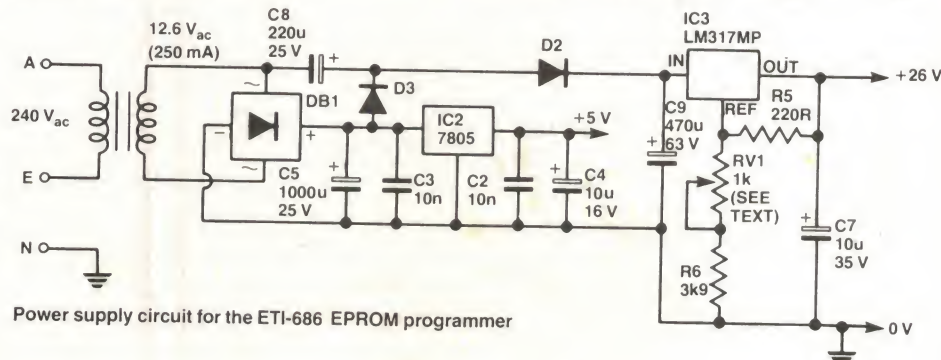 C8
220u
25 V
+
12.6 Vac
(250 mA)
A
240 Vac
E
N
~
DB1
−
+
~
D3
D2
IC3
LM317MP
IN
OUT
REF
+26 V
R5
220R
C9
470u
63 V
+
RV1
1k
(SEE
TEXT)
IC2
7805
+5 V
+
C5
1000u
25 V
C3
10n
C2
10n
+
C4
10u
16 V
+
C7
10u
35 V
R6
3k9
0 V
Power supply circuit for the ETI-686 EPROM programmer